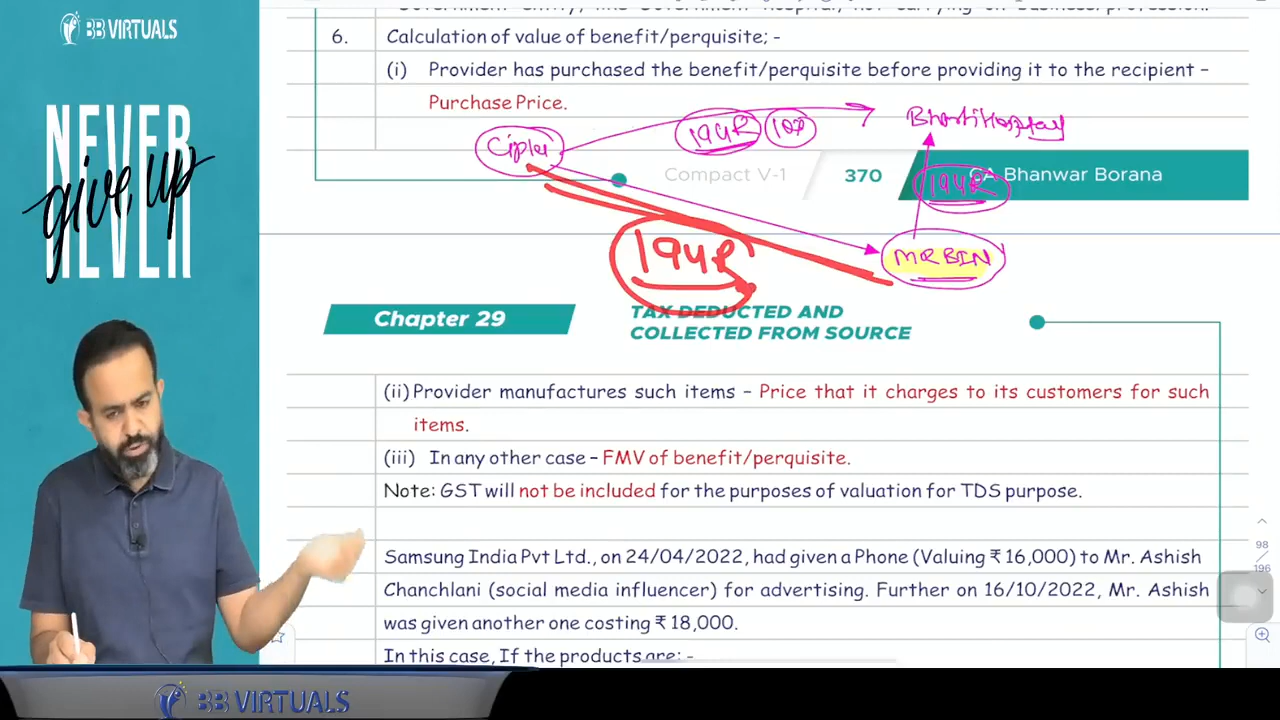 BB VIRTUALS
NEVER
give up
NEVER
6. Calculation of value of benefit/perquisite; -
(i) Provider has purchased the benefit/perquisite before providing it to the recipient –
Purchase Price.
Cipla
194R
10%
194R
Compact V-1
370
CA Bhanwar Borana
194R
MR BEN
Chapter 29
TAX DEDUCTED AND
COLLECTED FROM SOURCE
(ii) Provider manufactures such items – Price that it charges to its customers for such
items.
(iii) In any other case – FMV of benefit/perquisite.
Note: GST will not be included for the purposes of valuation for TDS purpose.
Samsung India Pvt Ltd., on 24/04/2022, had given a Phone (Valuing ₹ 16,000) to Mr. Ashish
Chanchlani (social media influencer) for advertising. Further on 16/10/2022, Mr. Ashish
was given another one costing ₹ 18,000.
In this case, If the products are: -
98
196
BB VIRTUALS